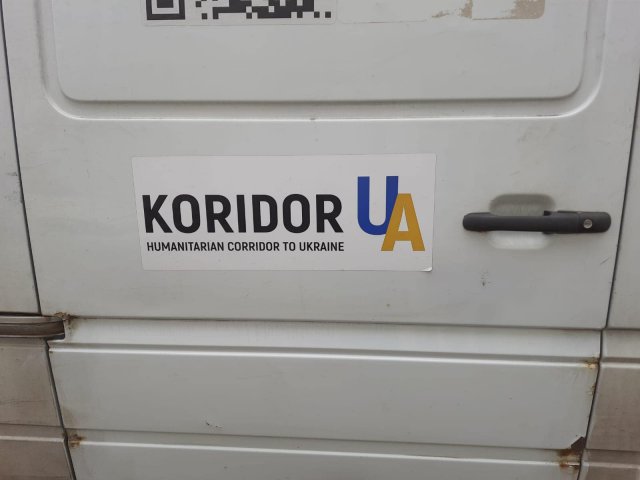 KORIDOR UA
HUMANITARIAN CORRIDOR TO UKRAINE